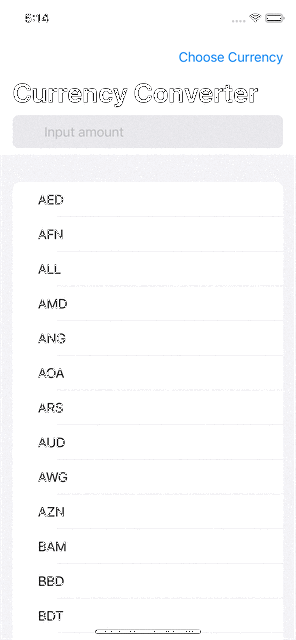 6:14
Choose Currency
Currency Converter
Input amount
AED
AFN
ALL
AMD
ANG
AOA
ARS
AUD
AWG
AZN
BAM
BBD
BDT